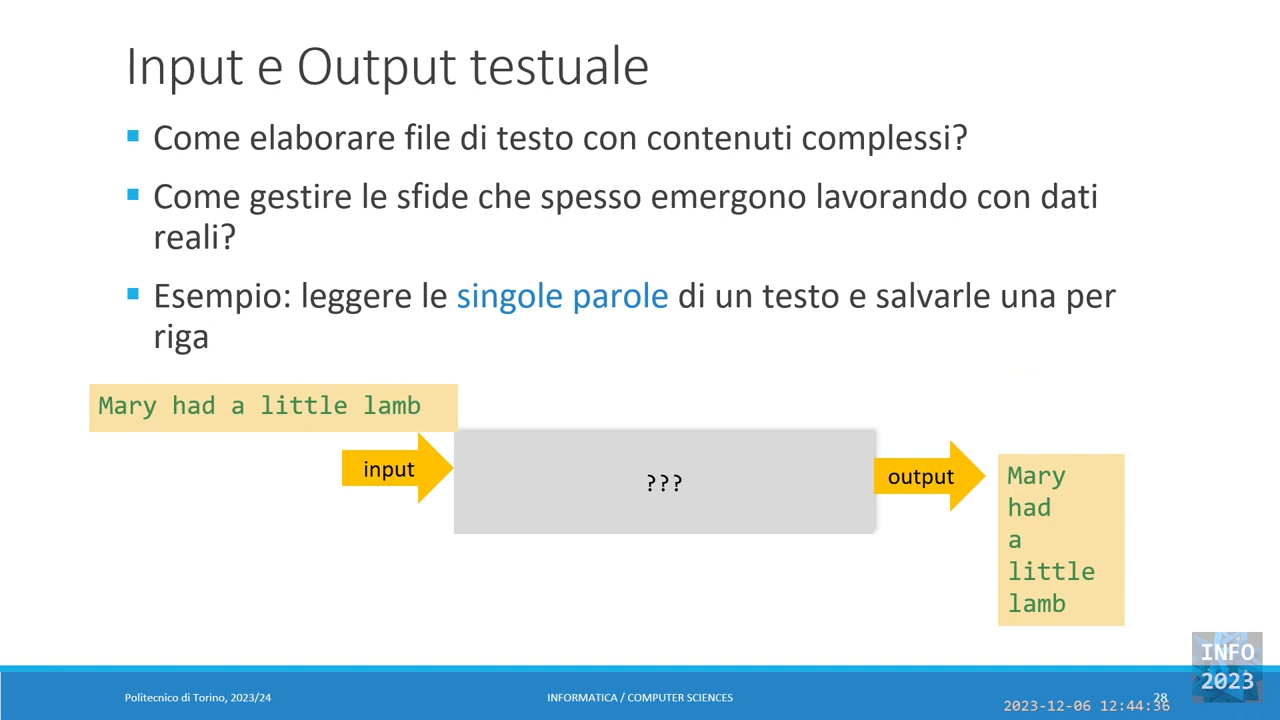 Input e Output testuale
Come elaborare file di testo con contenuti complessi?
Come gestire le sfide che spesso emergono lavorando con dati
reali?
Esempio: leggere le singole parole di un testo e salvarle una per
riga
Mary had a little lamb
input
???
output
Mary
had
a
little
lamb
Politecnico di Torino, 2023/24
INFORMATICA / COMPUTER SCIENCES
28
INFO
2023
2023-12-06 12:44:36